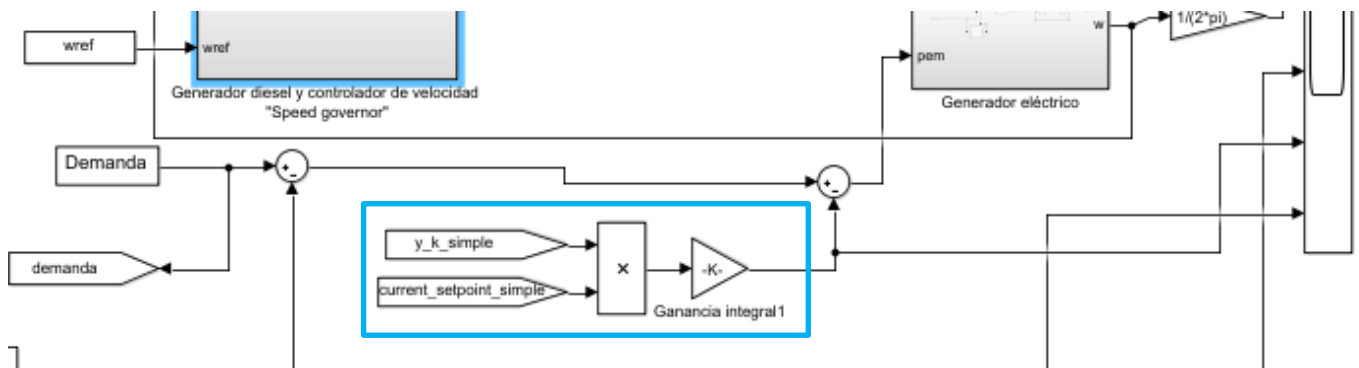 wref
wref
Generador diesel y controlador de velocidad
"Speed governor"
w
pem
Generador eléctrico
1/(2*pi)
Demanda
+
-
+
-
demanda
y_k_simple
current_setpoint_simple
×
-K-
Ganancia integral1